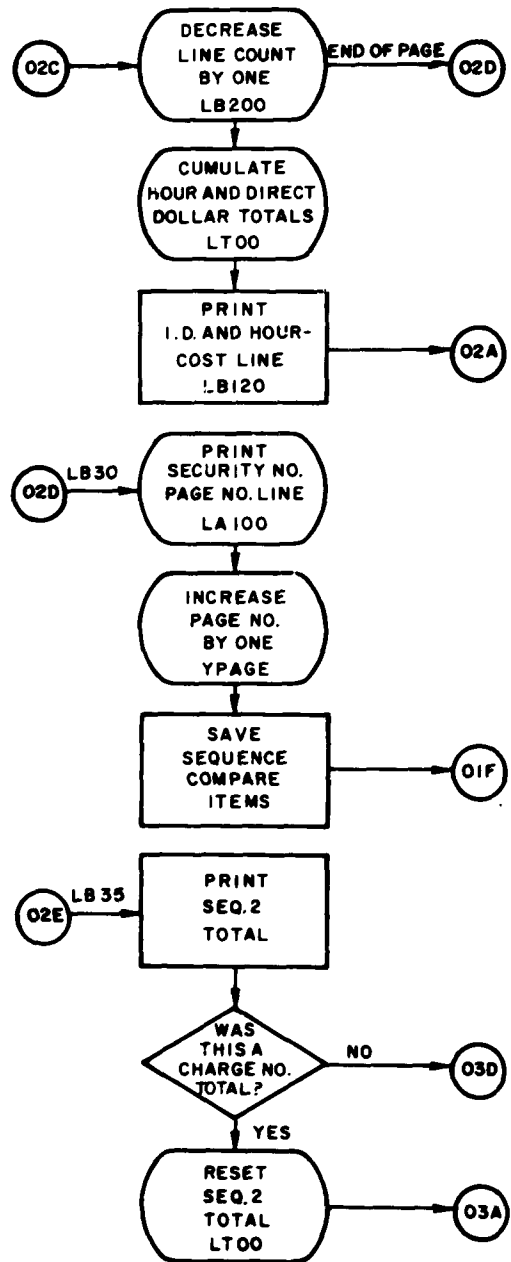 02C
DECREASE
LINE COUNT
BY ONE
LB200
END OF PAGE
02D
CUMULATE
HOUR AND DIRECT
DOLLAR TOTALS
LT00
PRINT
I.D. AND HOUR-
COST LINE
LB120
02A
02D
LB30
PRINT
SECURITY NO.
PAGE NO. LINE
LA100
INCREASE
PAGE NO.
BY ONE
YPAGE
SAVE
SEQUENCE
COMPARE
ITEMS
01F
02E
LB35
PRINT
SEQ.2
TOTAL
WAS
THIS A
CHARGE NO.
TOTAL?
NO
03D
YES
RESET
SEQ.2
TOTAL
LT00
03A